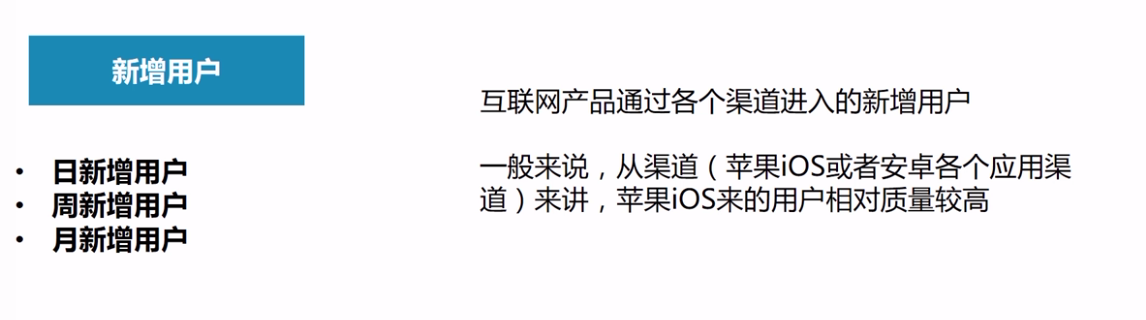 新增用户
• 日新增用户
• 周新增用户
• 月新增用户
互联网产品通过各个渠道进入的新增用户
一般来说，从渠道（苹果iOS或者安卓各个应用渠
道）来讲，苹果iOS来的用户相对质量较高